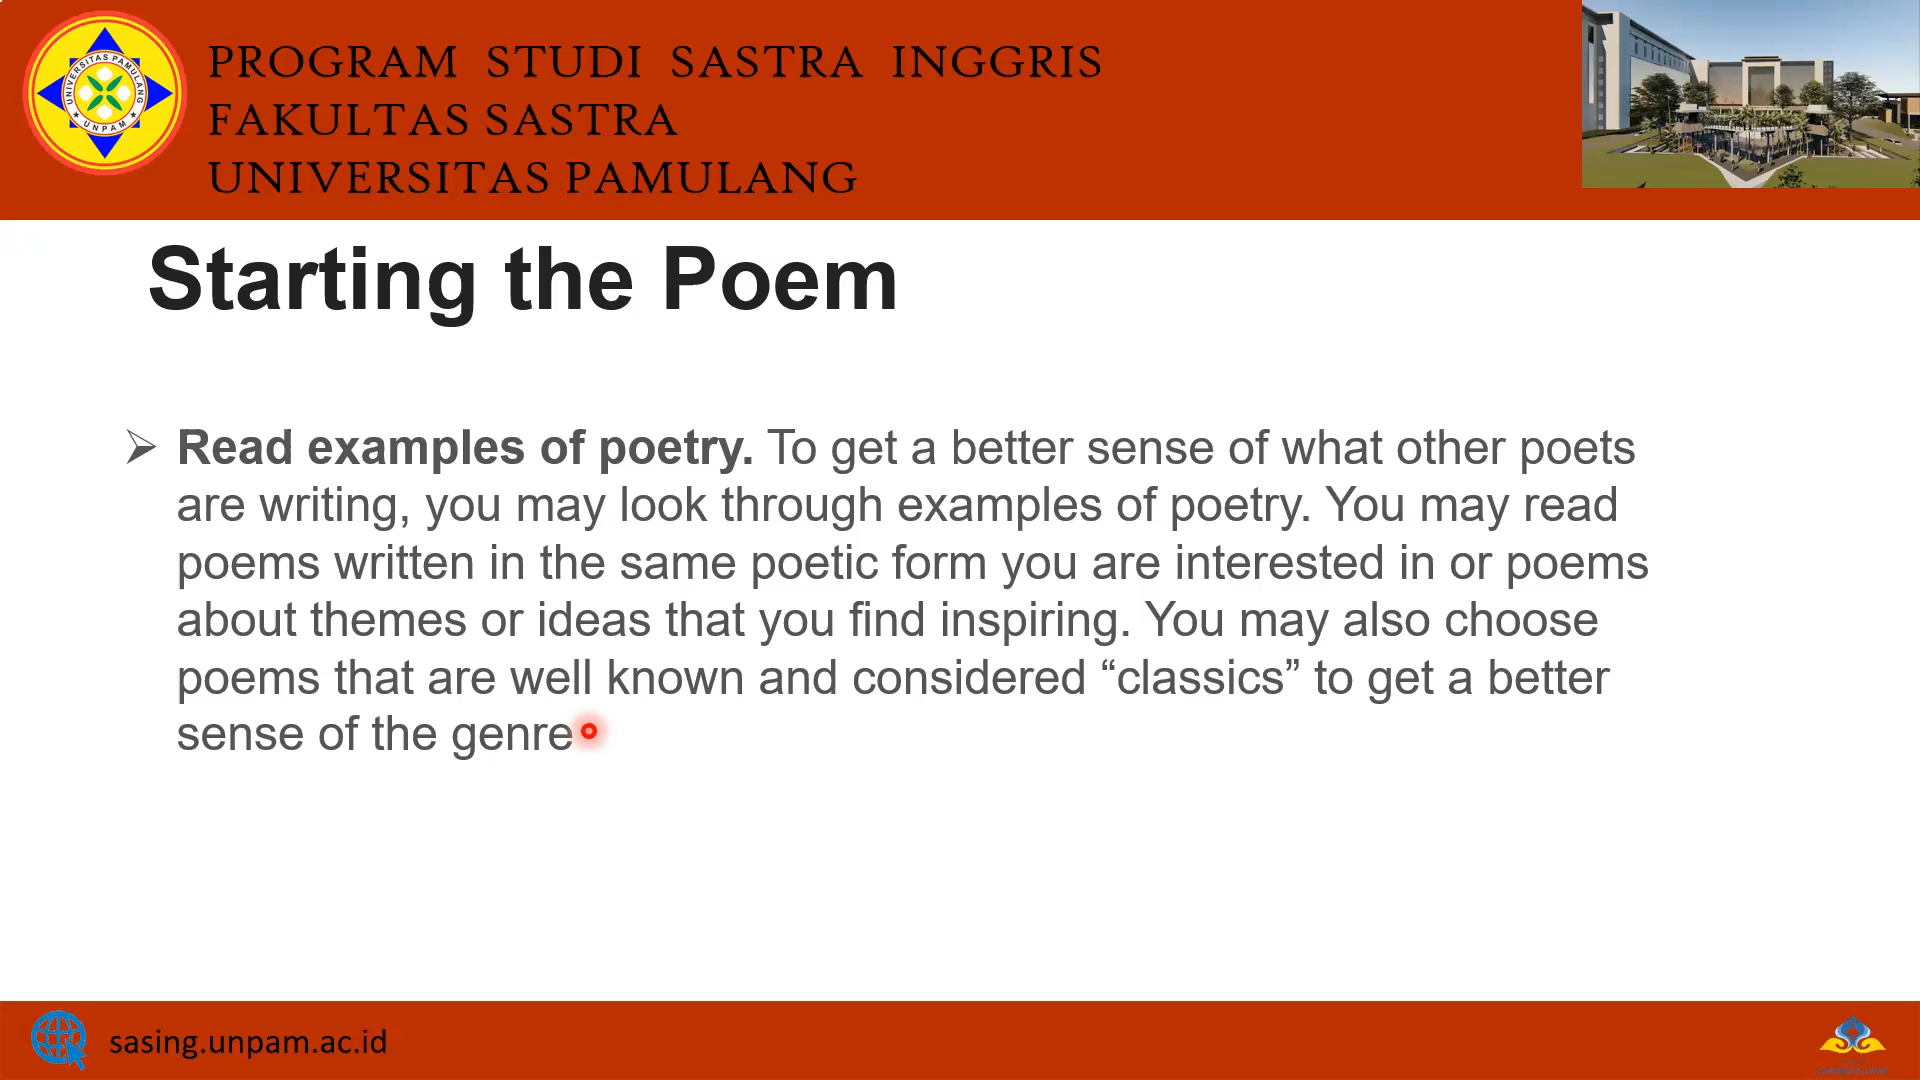 PROGRAM STUDI SASTRA INGGRIS
FAKULTAS SASTRA
UNIVERSITAS PAMULANG
UNIVERSITAS PAMULANG
UNPAM
Starting the Poem
Read examples of poetry. To get a better sense of what other poets
are writing, you may look through examples of poetry. You may read
poems written in the same poetic form you are interested in or poems
about themes or ideas that you find inspiring. You may also choose
poems that are well known and considered “classics” to get a better
sense of the genre
sasing.unpam.ac.id